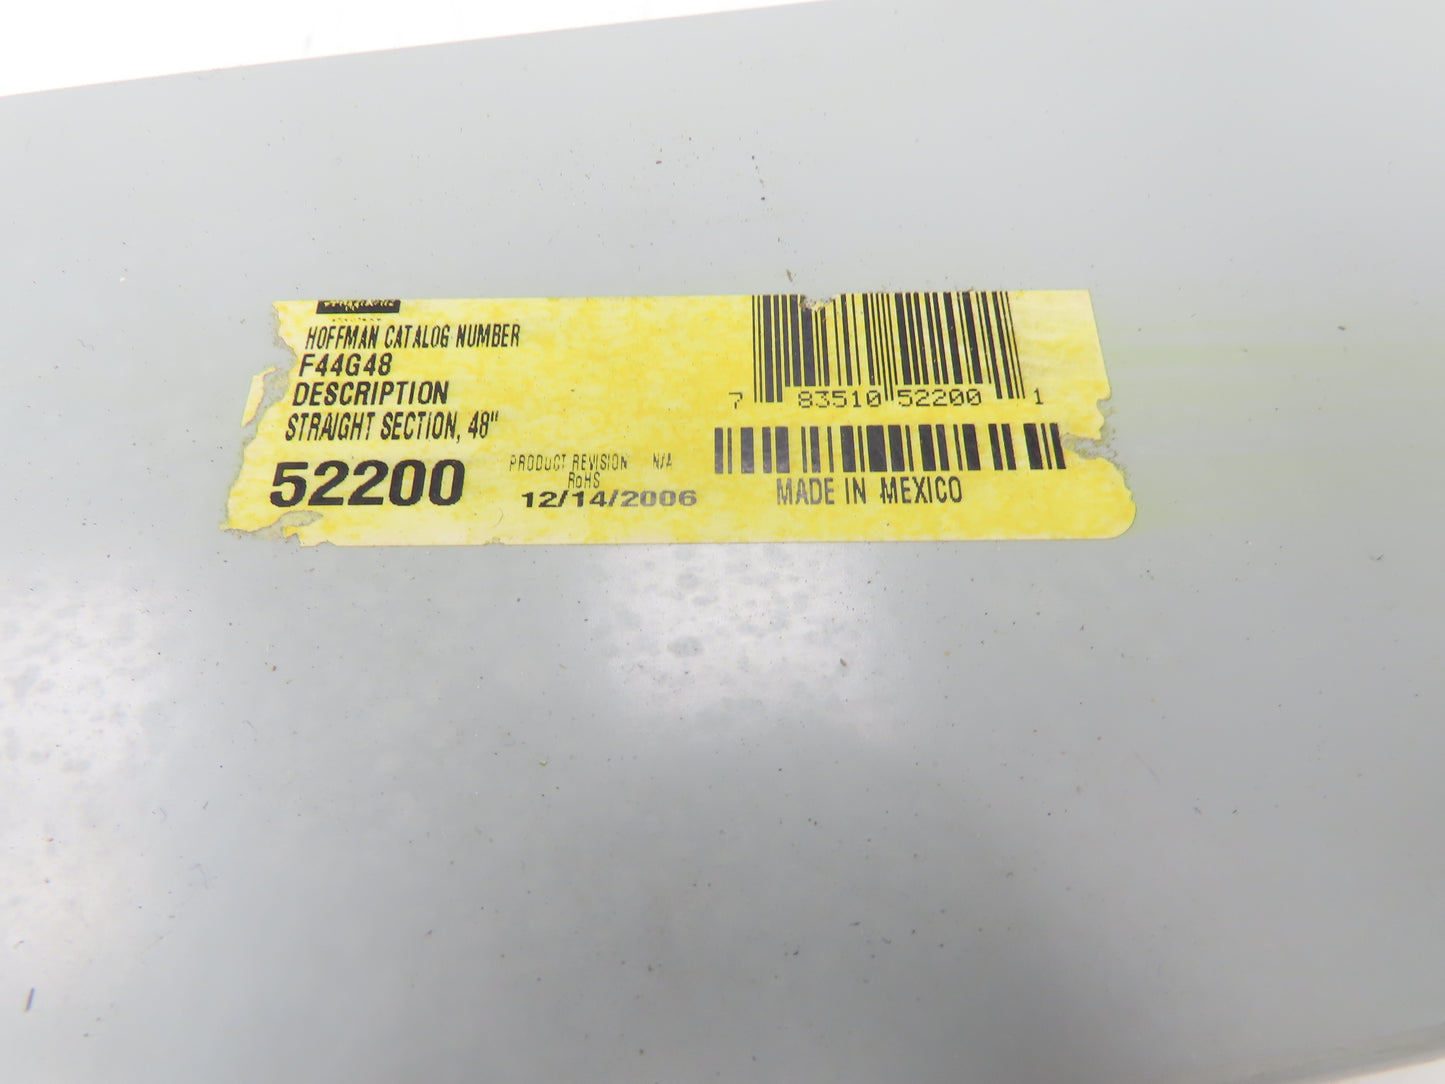 HOFFMAN CATALOG NUMBER
F44G48
DESCRIPTION
STRAIGHT SECTION, 48"
52200
PRODUCT REVISION N/A
RoHS
12/14/2006
7 83510 52200 1
MADE IN MEXICO